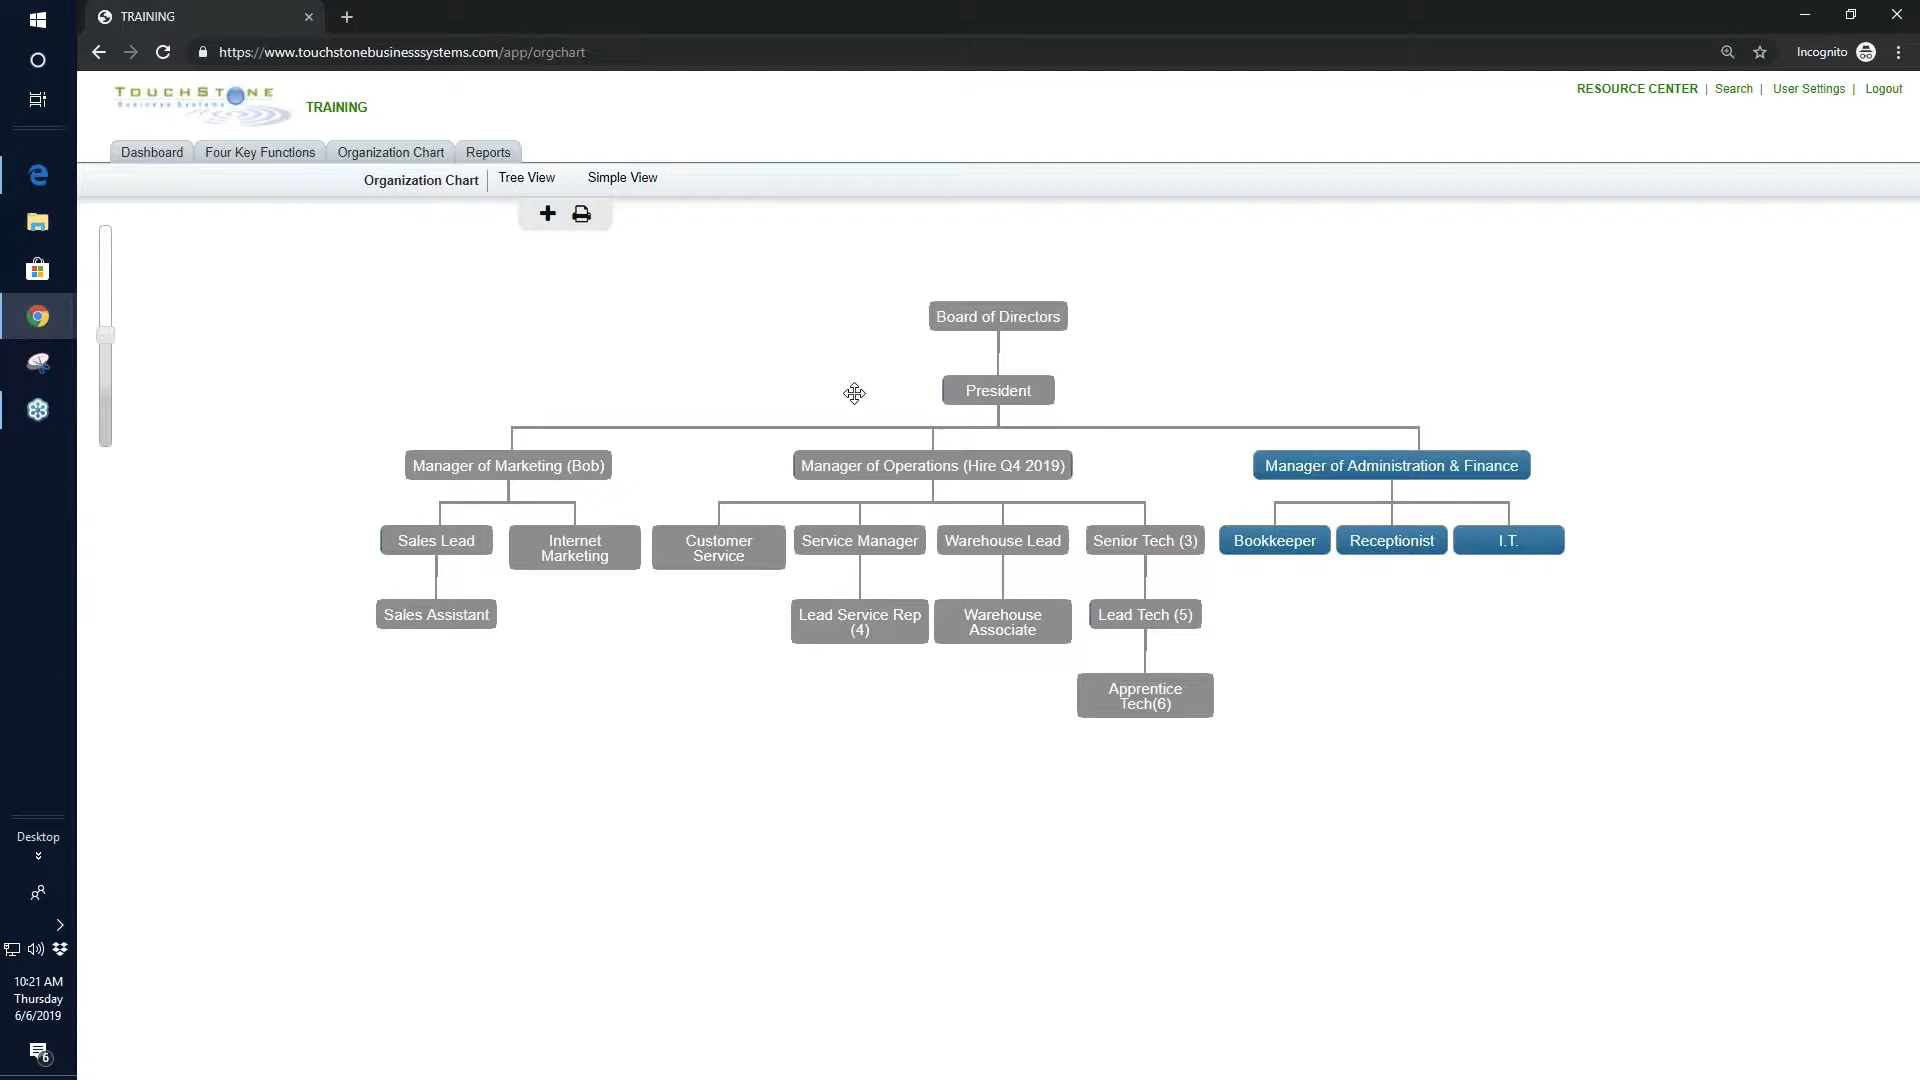 TRAINING
https://www.touchstonebusinesssystems.com/app/orgchart
Incognito
TOUCHSTONE
Business Systems
TRAINING
RESOURCE CENTER | Search | User Settings | Logout
Dashboard
Four Key Functions
Organization Chart
Reports
Organization Chart
Tree View
Simple View
Board of Directors
President
Manager of Marketing (Bob)
Manager of Operations (Hire Q4 2019)
Manager of Administration & Finance
Sales Lead
Internet
Marketing
Customer
Service
Service Manager
Warehouse Lead
Senior Tech (3)
Bookkeeper
Receptionist
I.T.
Sales Assistant
Lead Service Rep
(4)
Warehouse
Associate
Lead Tech (5)
Apprentice
Tech(6)
Desktop
10:21 AM
Thursday
6/6/2019
6